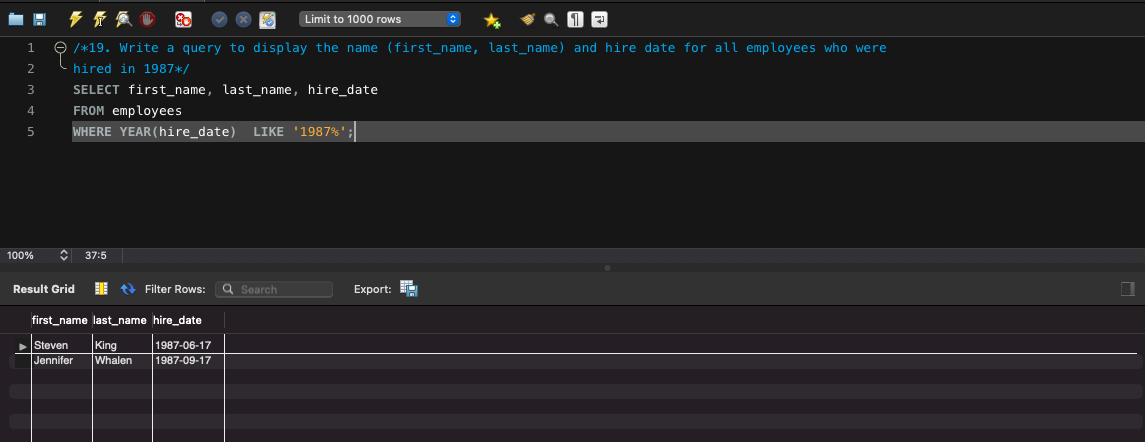 Limit to 1000 rows
1 /*19. Write a query to display the name (first_name, last_name) and hire date for all employees who were
2 hired in 1987*/
3 SELECT first_name, last_name, hire_date
4 FROM employees
5 WHERE YEAR(hire_date)  LIKE '1987%';
100% 37:5
Result Grid Filter Rows: Search Export:
first_name last_name hire_date
Steven King 1987-06-17
Jennifer Whalen 1987-09-17